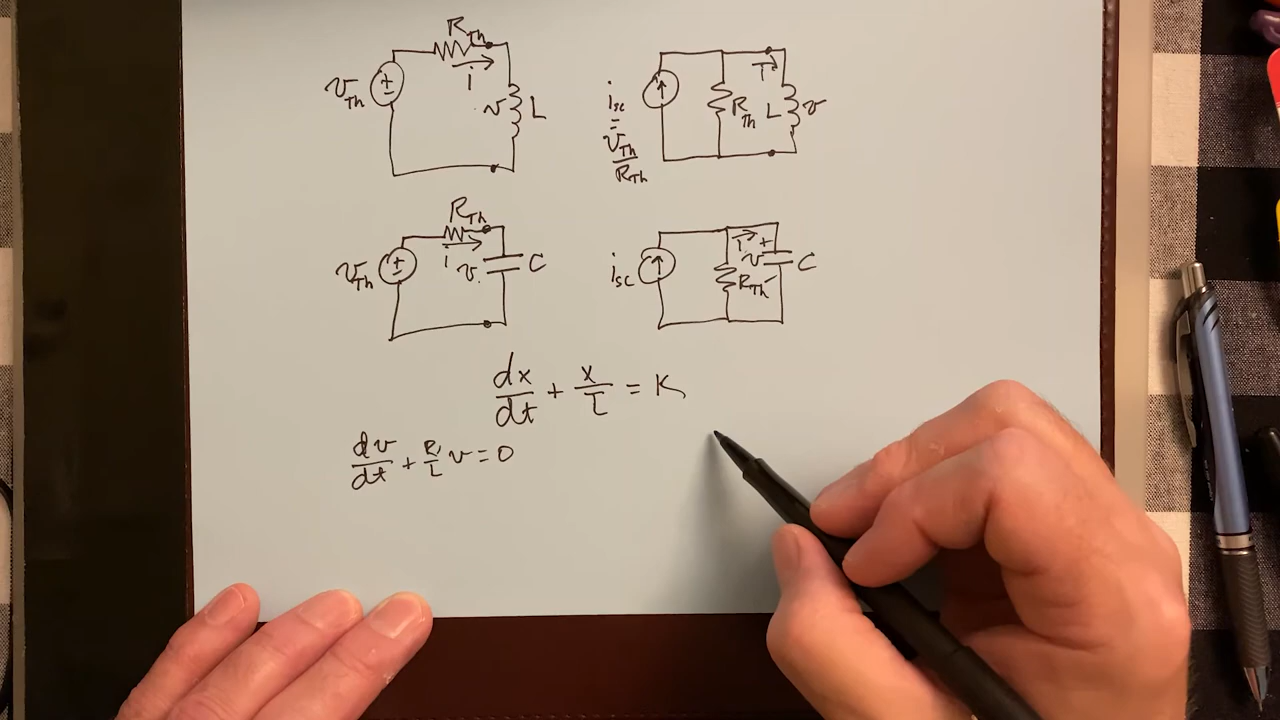 R_Th
v_Th
±
i
v
L
i_sc = v_Th/R_Th
R_Th
L
v
R_Th
v_Th
±
i
v
C
i_sc
+
v
-
R_Th
C
dx/dt + x/τ = K
dv/dt + R/L v = 0